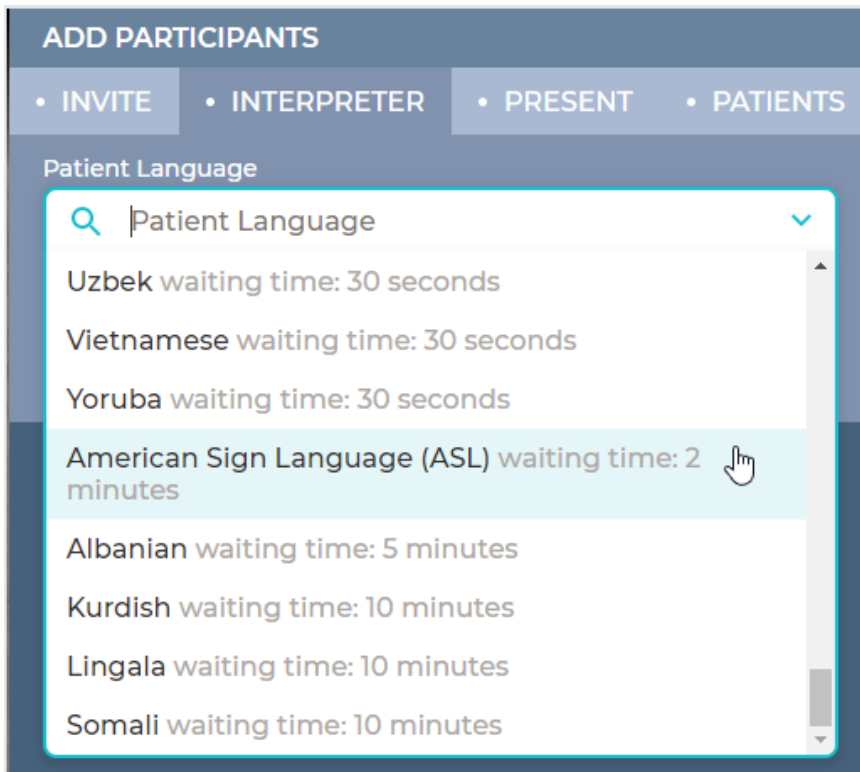 ADD PARTICIPANTS
• INVITE • INTERPRETER • PRESENT • PATIENTS
Patient Language
Patient Language
Uzbek waiting time: 30 seconds
Vietnamese waiting time: 30 seconds
Yoruba waiting time: 30 seconds
American Sign Language (ASL) waiting time: 2
minutes
Albanian waiting time: 5 minutes
Kurdish waiting time: 10 minutes
Lingala waiting time: 10 minutes
Somali waiting time: 10 minutes